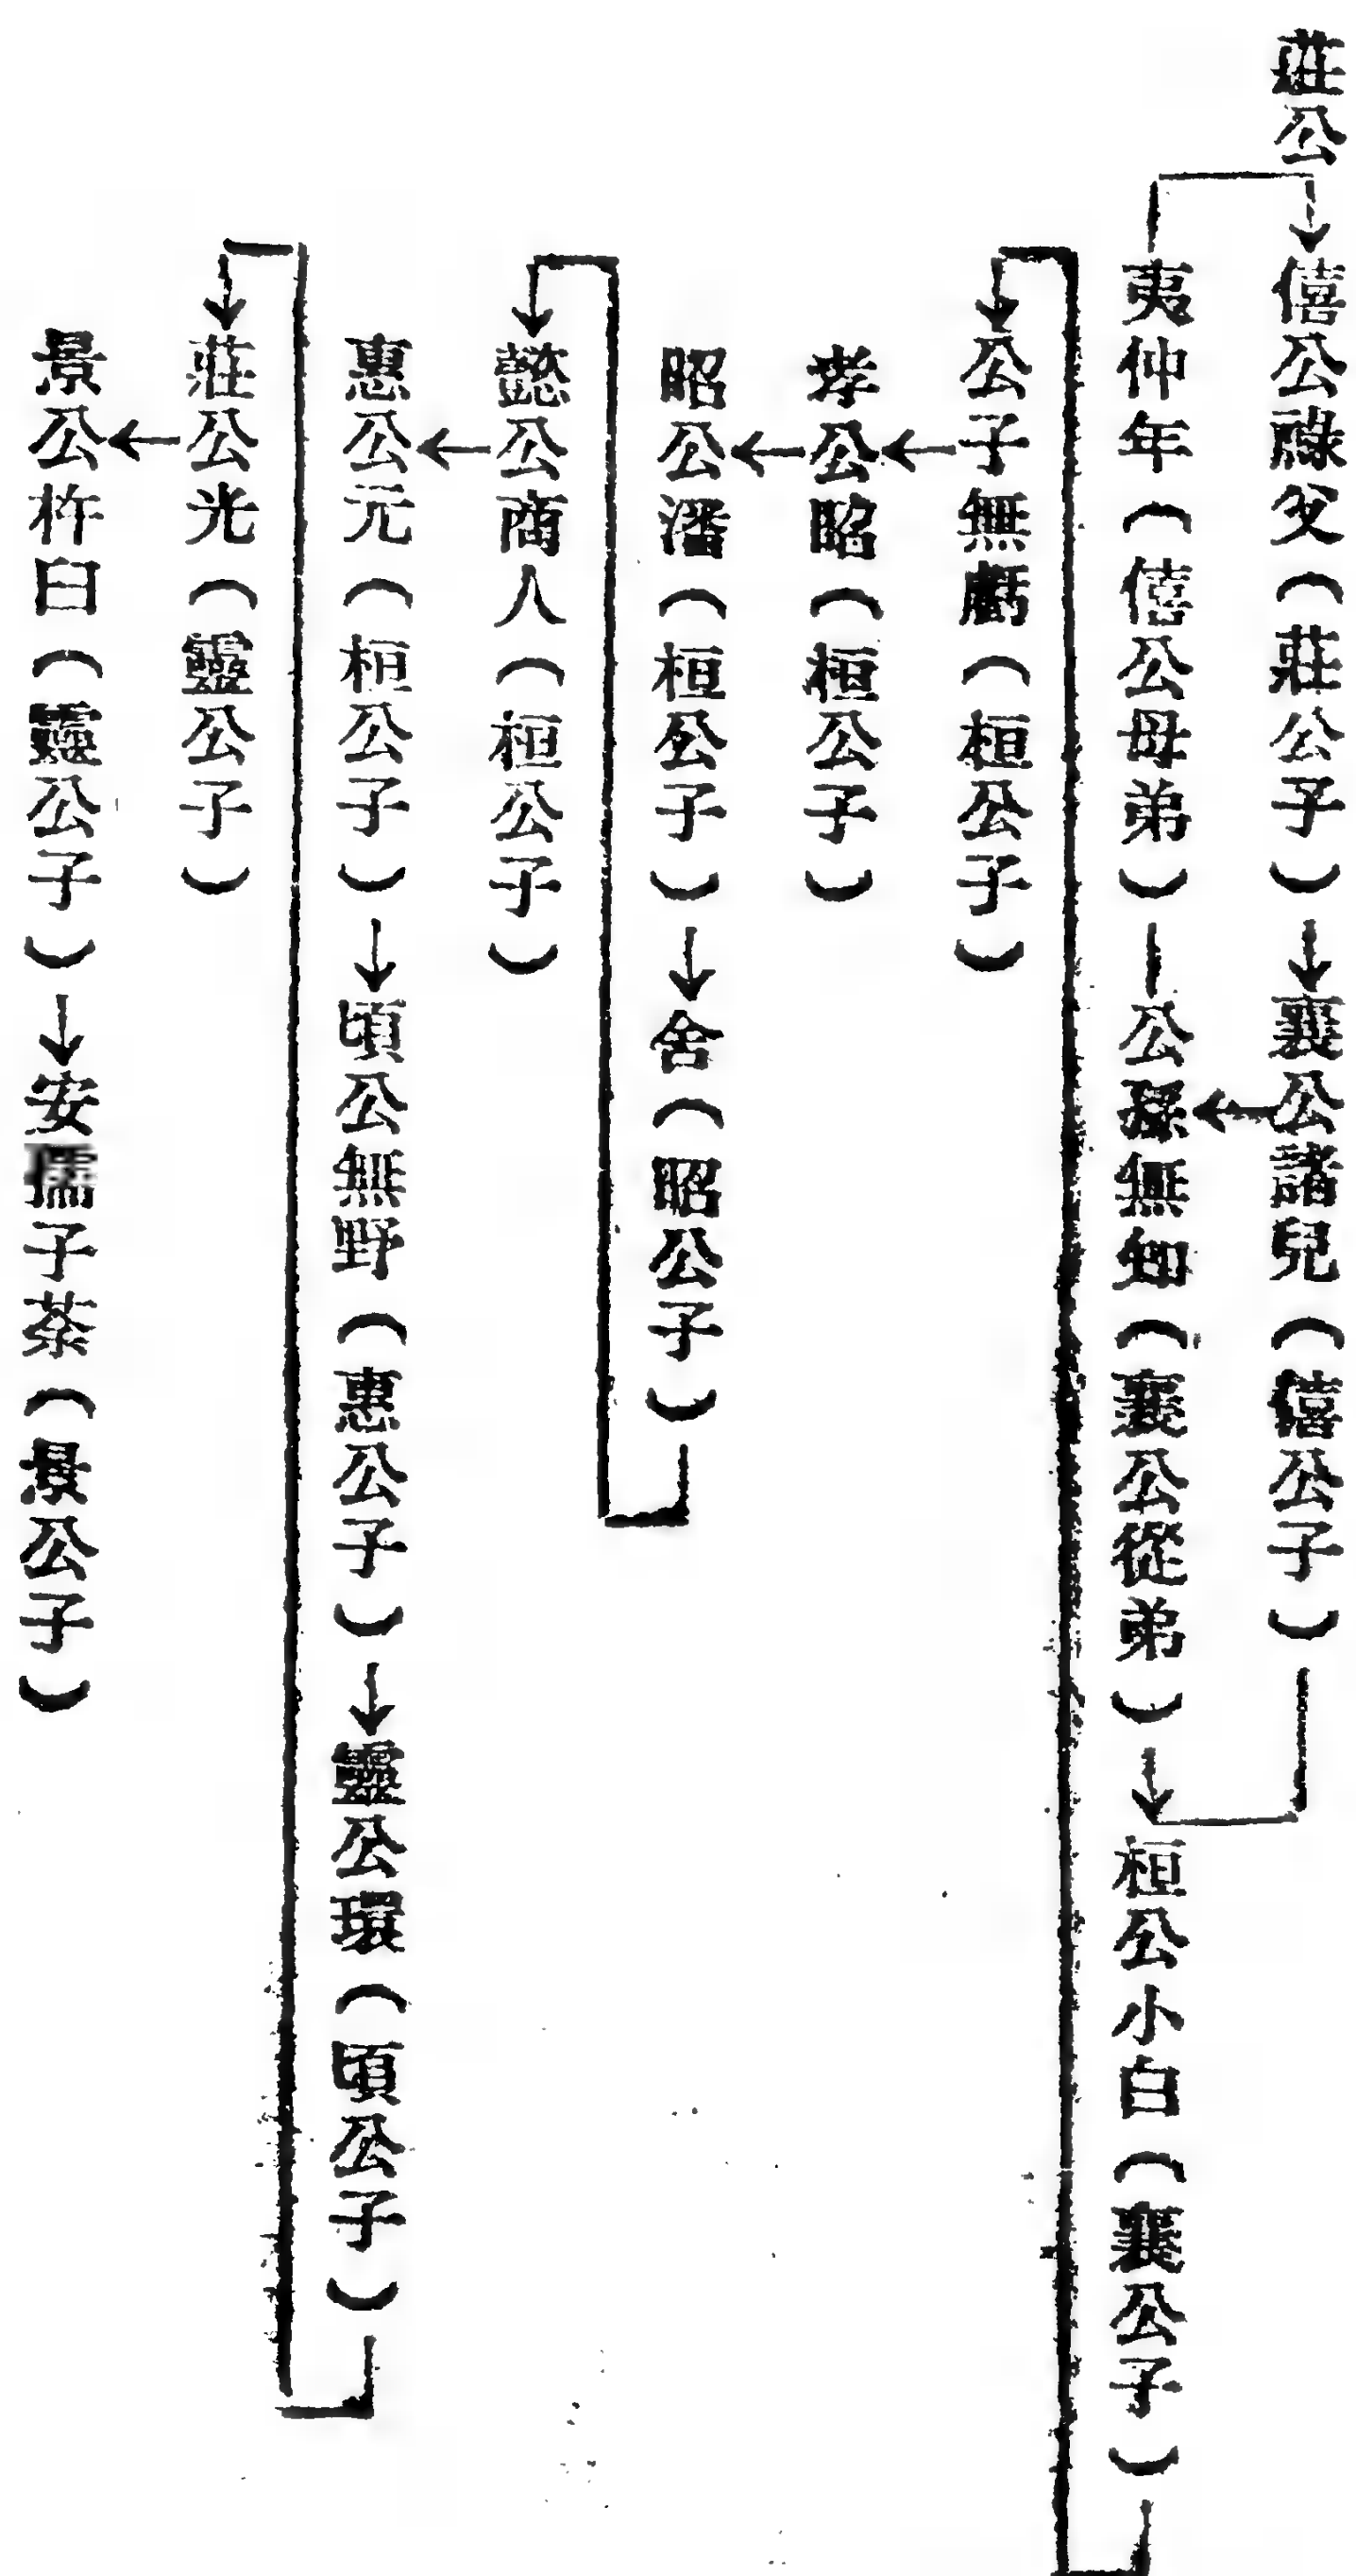 莊公
僖公祿父（莊公子）
襄公諸兒（僖公子）
夷仲年（僖公母弟）
公孫無知（襄公從弟）
桓公小白（襄公子）
公子無虧（桓公子）
孝公昭（桓公子）
昭公潘（桓公子）
舍（昭公子）
懿公商人（桓公子）
惠公元（桓公子）
頃公無野（惠公子）
靈公環（頃公子）
莊公光（靈公子）
景公杵臼（靈公子）
安孺子荼（景公子）